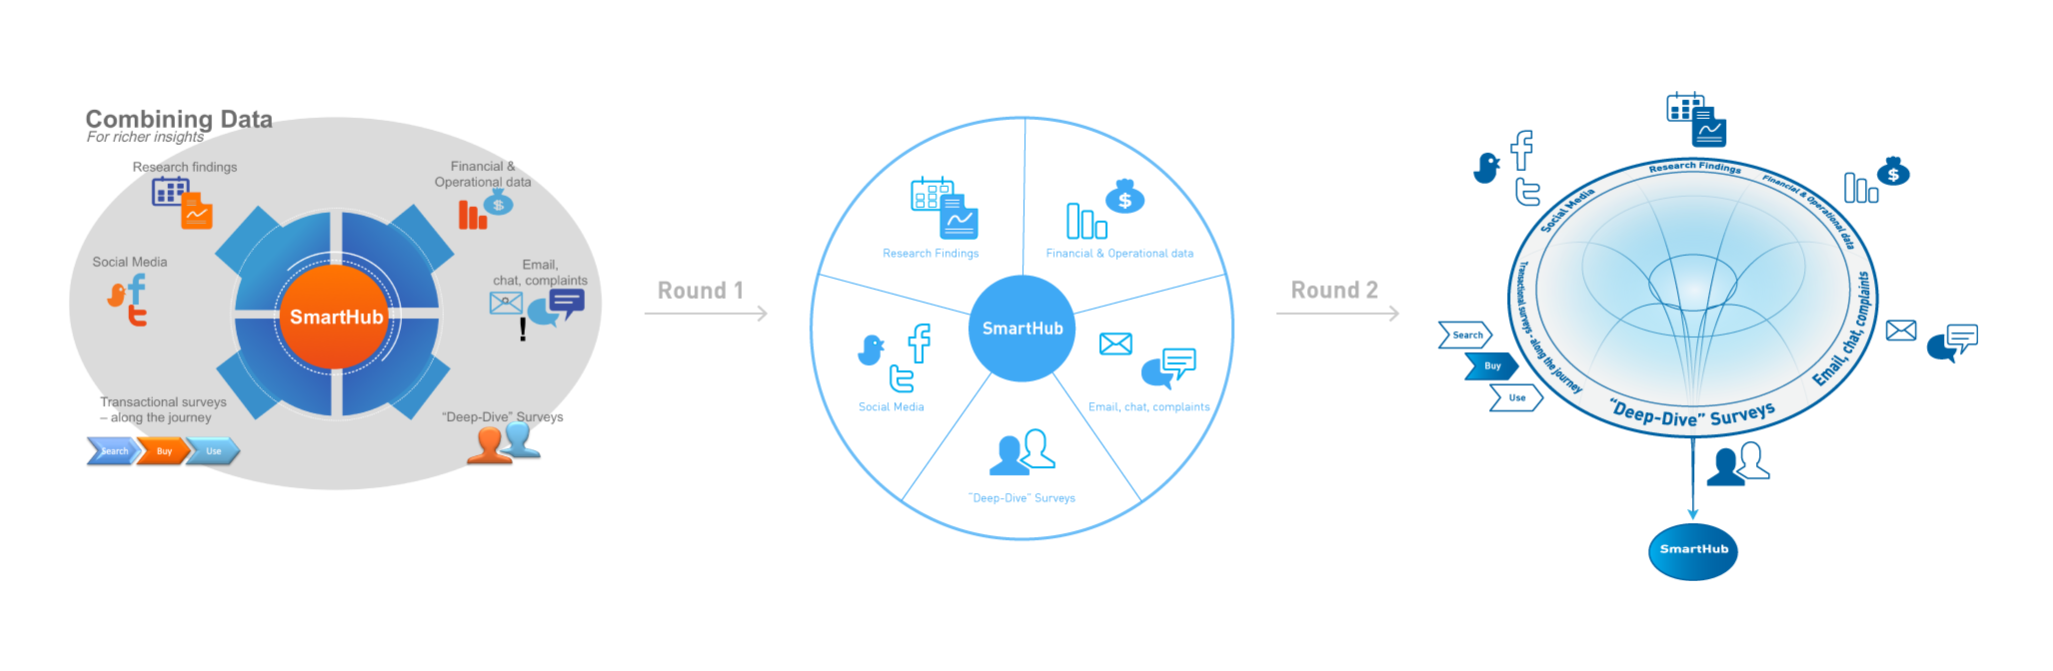 Combining Data
For richer insights
Research findings
Financial &
Operational data
$
Social Media
f
t
Email,
chat, complaints
@
!
SmartHub
Transactional surveys
– along the journey
Search
Buy
Use
“Deep-Dive” Surveys
Round 1
Research Findings
$
Financial & Operational data
SmartHub
f
t
Social Media
Email, chat, complaints
“Deep-Dive” Surveys
Round 2
f
t
$
Research Findings
Financial & Operational data
Social Media
Transactional surveys - along the journey
Email, chat, complaints
“Deep-Dive” Surveys
Search
Buy
Use
SmartHub